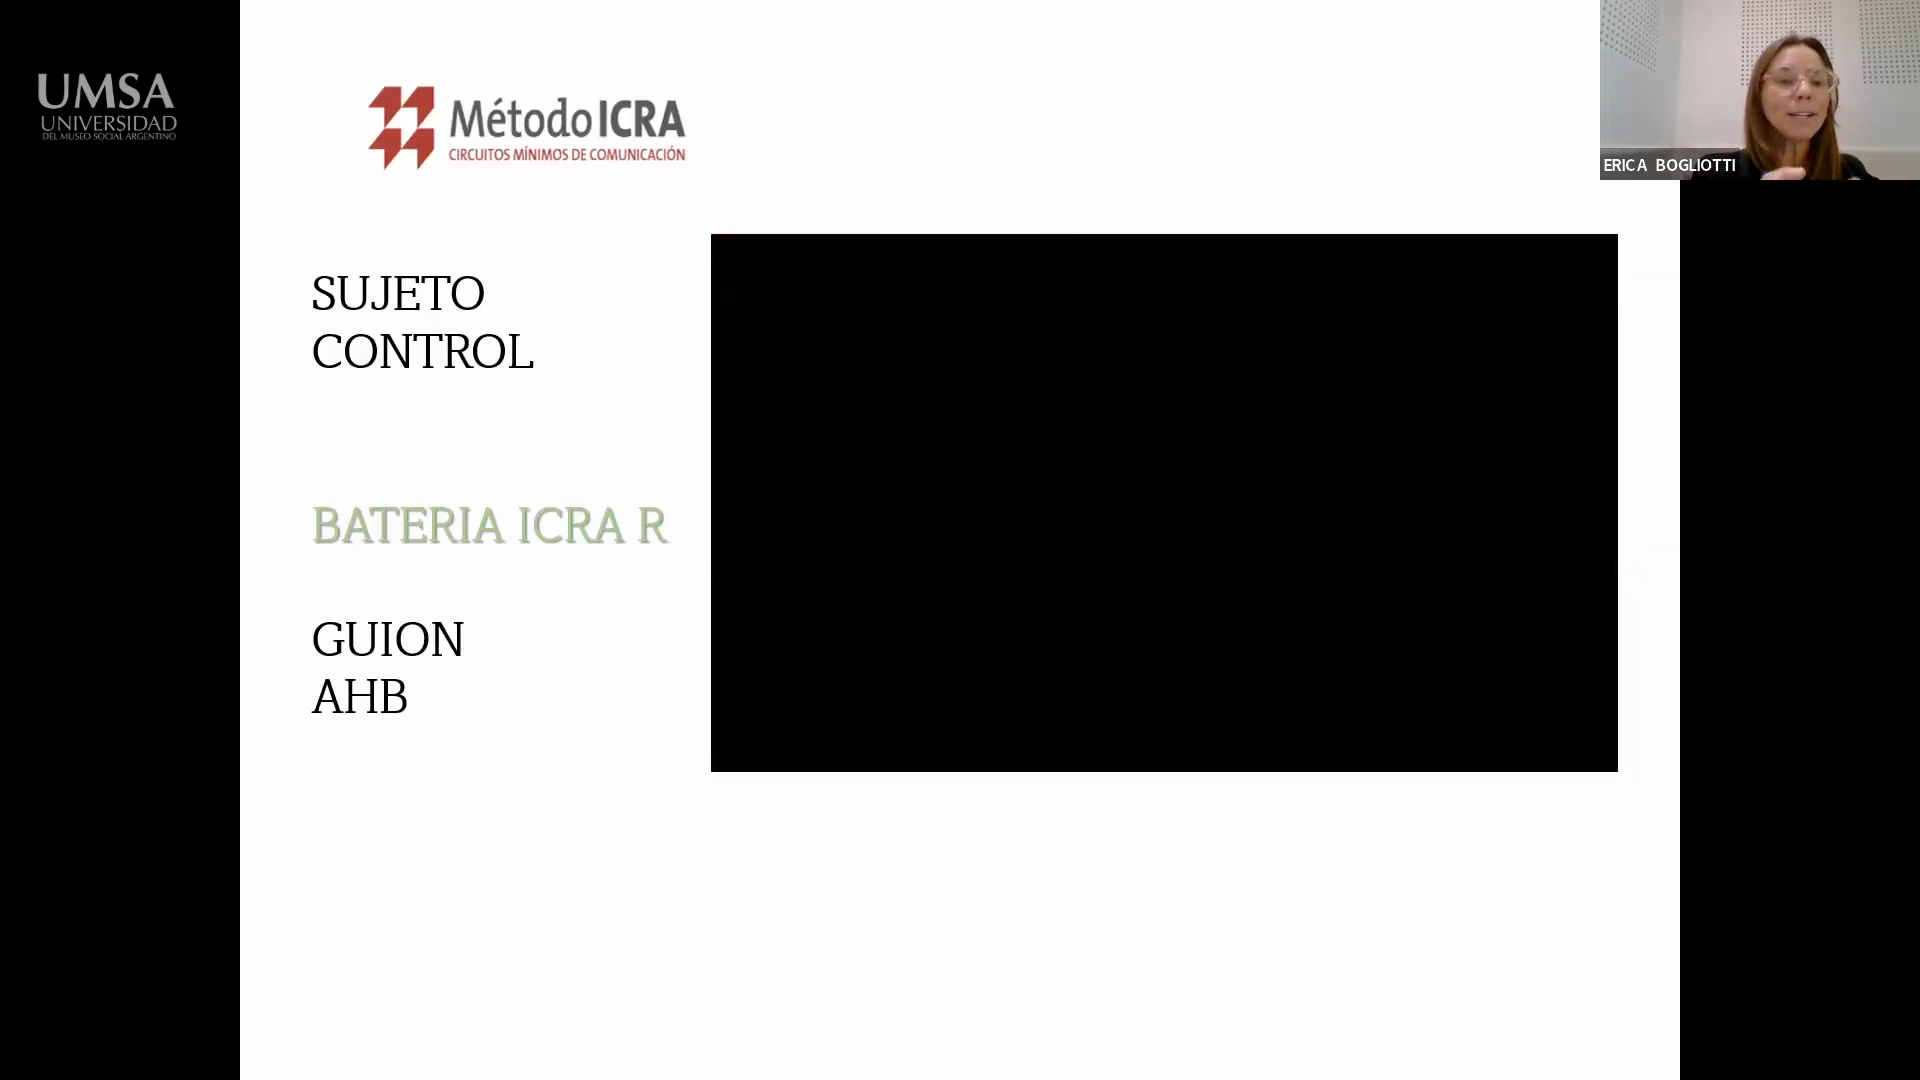 UMSA
UNIVERSIDAD
DEL MUSEO SOCIAL ARGENTINO
Método ICRA
CIRCUITOS MÍNIMOS DE COMUNICACIÓN
ERICA BOGLIOTTI
SUJETO
CONTROL
BATERIA ICRA R
GUION
AHB